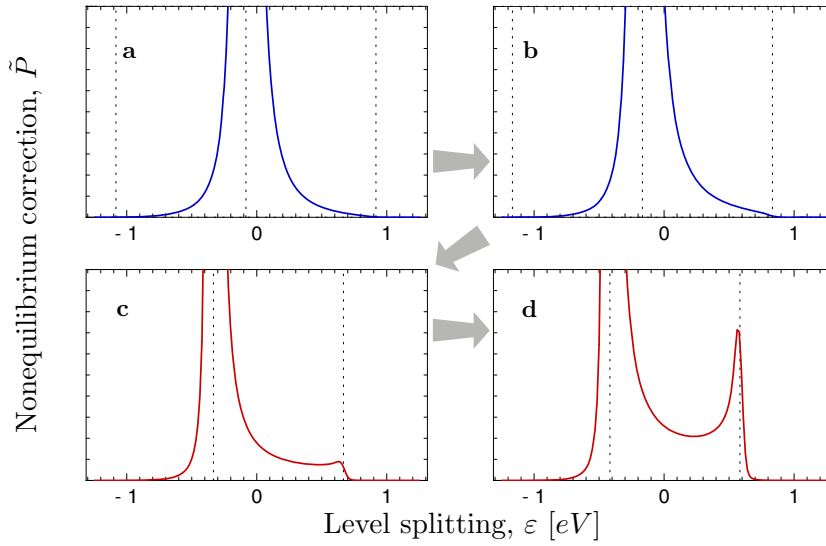 a
b
- 1 0 1
- 1 0 1
c
d
- 1 0 1
- 1 0 1
Nonequilibrium correction, P̃
Level splitting, ε [eV]